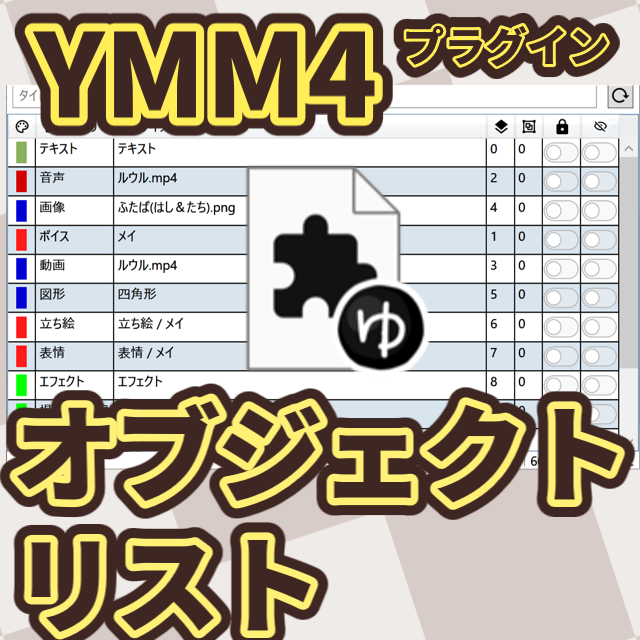 YMM4
プラグイン
タイ
テキスト テキスト 0 0
音声 ルウル.mp4 2 0
画像 ふたば(はし&たち).png 4 0
ボイス メイ 1 0
動画 ルウル.mp4 3 0
図形 四角形 5 0
立ち絵 立ち絵 / メイ 6 0
表情 表情 / メイ 7 0
エフェクト エフェクト 8 0
ゆ
オブジェクト
リスト